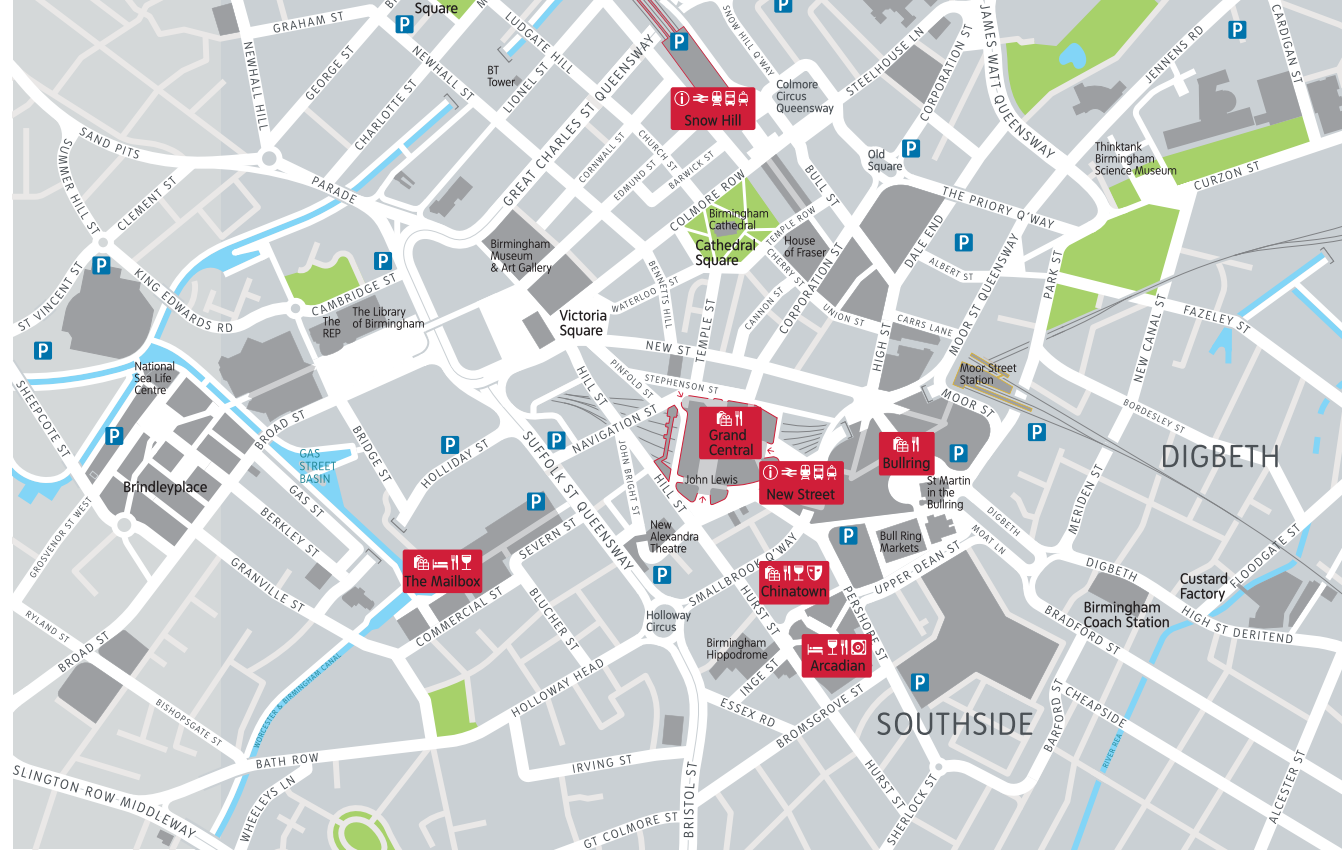 Square
GRAHAM ST
NEWHALL HILL
GEORGE ST
NEWHALL ST
CHARLOTTE ST
LUDGATE HILL
LIONEL ST
BT
Tower
GREAT CHARLES ST QUEENSWAY
SNOW HILL Q'WAY
P
P
P
P
Snow Hill
Colmore
Circus
Queensway
STEELHOUSE LN
CORPORATION ST
JAMES WATT QUEENSWAY
JENNENS RD
CARDIGAN ST
CURZON ST
Thinktank
Birmingham
Science Museum
Old
Square
P
THE PRIORY Q'WAY
SAND PITS
SUMMER HILL ST
CLEMENT ST
PARADE
CORNWALL ST
CHURCH ST
EDMUND ST
BARWICK ST
COLMORE ROW
BULL ST
Birmingham
Cathedral
Cathedral
Square
TEMPLE ROW
House
of Fraser
CHERRY ST
CORPORATION ST
DALE END
ALBERT ST
P
MOOR ST QUEENSWAY
PARK ST
P
ST VINCENT ST
KING EDWARDS RD
P
CAMBRIDGE ST
The
REP
The Library
of Birmingham
Birmingham
Museum
& Art Gallery
Victoria
Square
WATERLOO ST
BENNETTS HILL
TEMPLE ST
CANNON ST
UNION ST
CARRS LANE
HIGH ST
NEW CANAL ST
FAZELEY ST
NEW ST
P
National
Sea Life
Centre
SHEEPCOTE ST
P
BROAD ST
BRIDGE ST
HILL ST
PINFOLD ST
STEPHENSON ST
Moor Street
Station
MOOR ST
BORDESLEY ST
P
DIGBETH
Grand
Central
NAVIGATION ST
P
P
HOLLIDAY ST
SUFFOLK ST QUEENSWAY
JOHN BRIGHT ST
HILL ST
John Lewis
New Street
Bullring
P
St Martin
in the
Bullring
MERIDEN ST
GAS
STREET
BASIN
GAS ST
Brindleyplace
GROSVENOR ST WEST
BERKLEY ST
GRANVILLE ST
P
SEVERN ST
The Mailbox
COMMERCIAL ST
BLUCHER ST
New
Alexandra
Theatre
P
SMALLBROOK Q'WAY
P
Bull Ring
Markets
UPPER DEAN ST
DIGBETH
MOAT LN
DIGBETH
FLOODGATE ST
Custard
Factory
Birmingham
Coach Station
HIGH ST DERITEND
BRADFORD ST
Chinatown
HURST ST
PERSHORE ST
Holloway
Circus
Birmingham
Hippodrome
Arcadian
INGE ST
ESSEX RD
BROMSGROVE ST
P
SOUTHSIDE
CHEAPSIDE
BARFORD ST
RIVER REA
ALCESTER ST
RYLAND ST
BROAD ST
BISHOPSGATE ST
WORCESTER & BIRMINGHAM CANAL
HOLLOWAY HEAD
BATH ROW
IRVING ST
ISLINGTON ROW MIDDLEWAY
WHEELEYS LN
GT COLMORE ST
BRISTOL ST
HURST ST
SHERLOCK ST